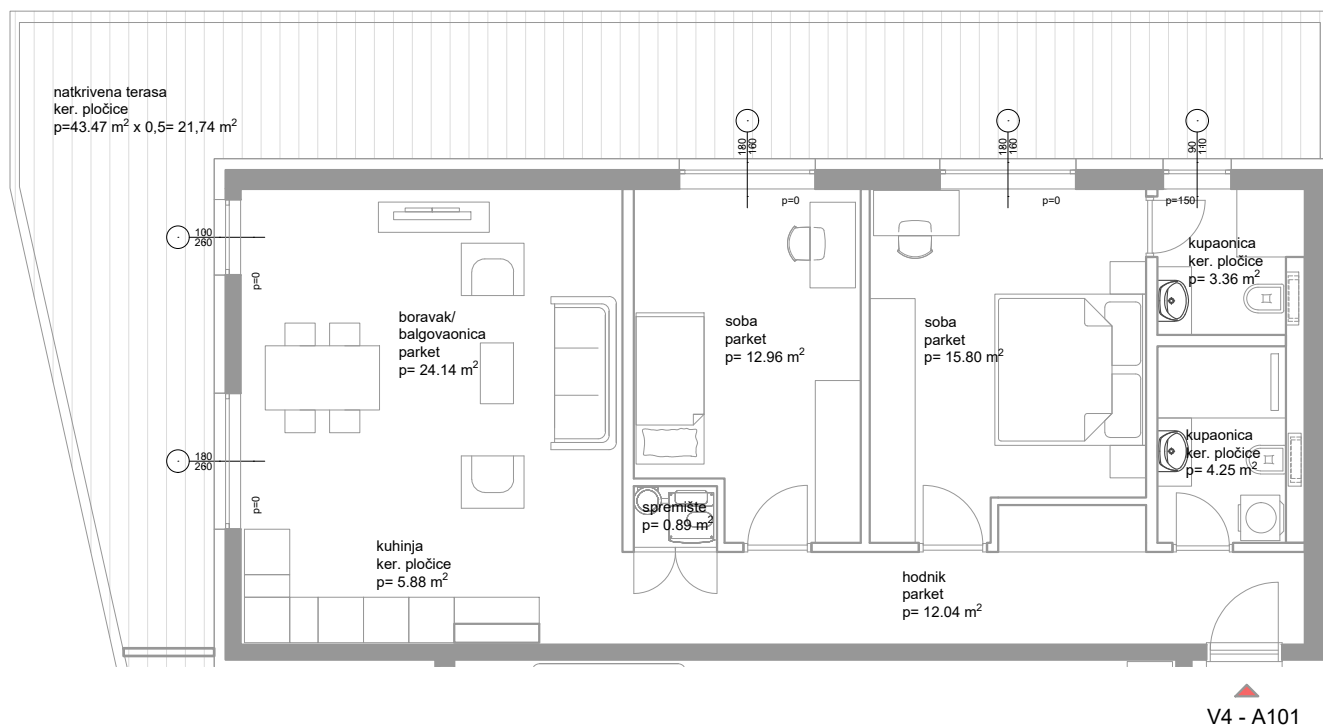 natkrivena terasa
ker. pločice
p=43.47 m² x 0,5= 21,74 m²
180
160
180
160
90
110
p=0
p=0
p=150
100
260
p=0
kupaonica
ker. pločice
p= 3.36 m²
boravak/
balgovaonica
parket
p= 24.14 m²
soba
parket
p= 12.96 m²
soba
parket
p= 15.80 m²
kupaonica
ker. pločice
p= 4.25 m²
180
260
p=0
spremište
p= 0.89 m²
kuhinja
ker. pločice
p= 5.88 m²
hodnik
parket
p= 12.04 m²
V4 - A101